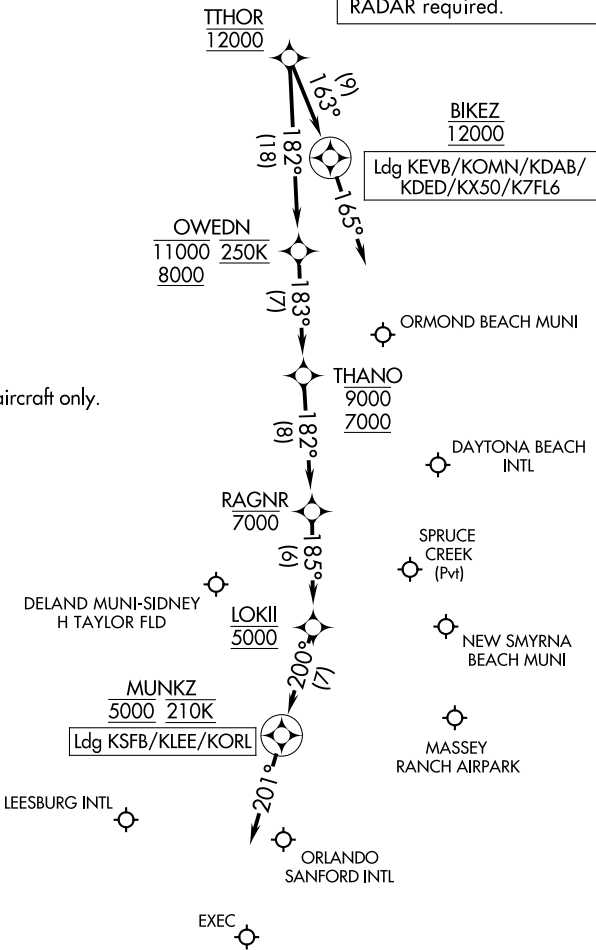 RADAR required.
TTHOR
12000
(9)
163°
182°
(18)
BIKEZ
12000
Ldg KEVB/KOMN/KDAB/
KDED/KX50/K7FL6
165°
OWEDN
11000 250K
8000
183°
(7)
ORMOND BEACH MUNI
THANO
9000
7000
aircraft only.
182°
(8)
DAYTONA BEACH
INTL
RAGNR
7000
SPRUCE
CREEK
(Pvt)
185°
(6)
DELAND MUNI-SIDNEY
H TAYLOR FLD
LOKII
5000
NEW SMYRNA
BEACH MUNI
200°
(7)
MUNKZ
5000 210K
Ldg KSFB/KLEE/KORL
MASSEY
RANCH AIRPARK
201°
LEESBURG INTL
ORLANDO
SANFORD INTL
EXEC